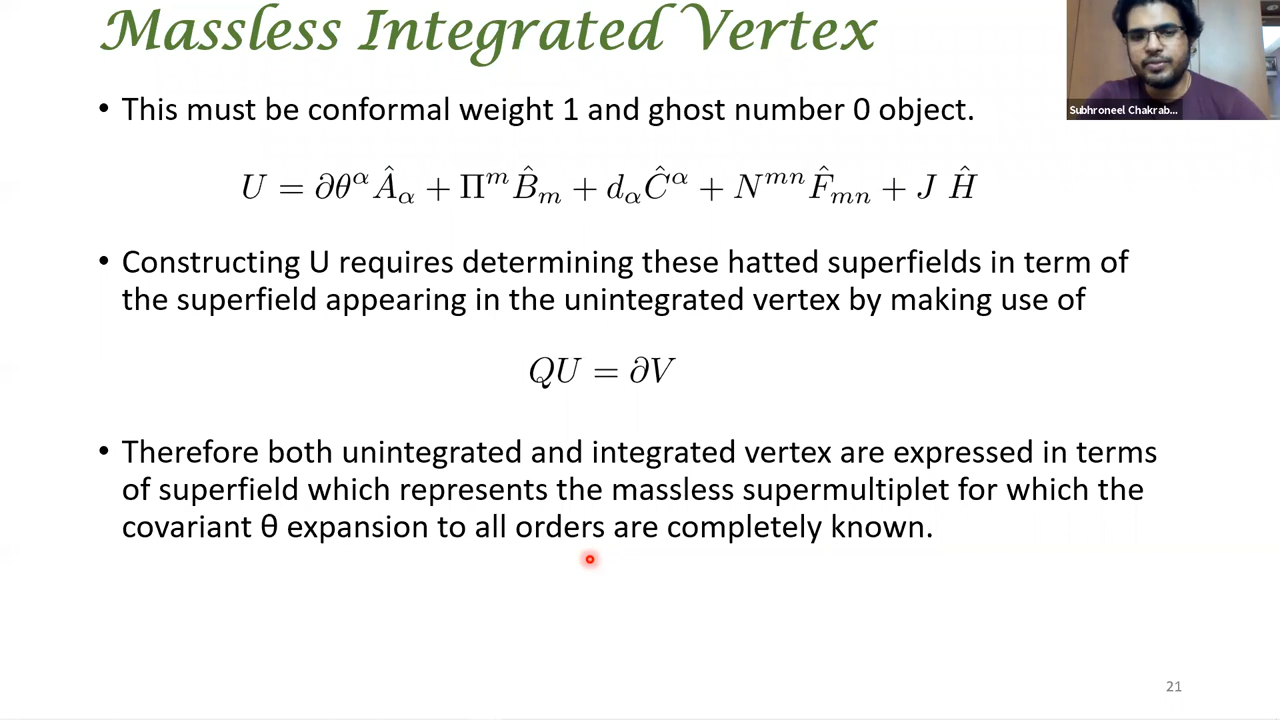 Massless Integrated Vertex
Subhroneel Chakrab...
• This must be conformal weight 1 and ghost number 0 object.
U = ∂θ^α Â_α + Π^m B̂_m + d_α Ĉ^α + N^{mn} F̂_{mn} + J Ĥ
• Constructing U requires determining these hatted superfields in term of
the superfield appearing in the unintegrated vertex by making use of
QU = ∂V
• Therefore both unintegrated and integrated vertex are expressed in terms
of superfield which represents the massless supermultiplet for which the
covariant θ expansion to all orders are completely known.
21